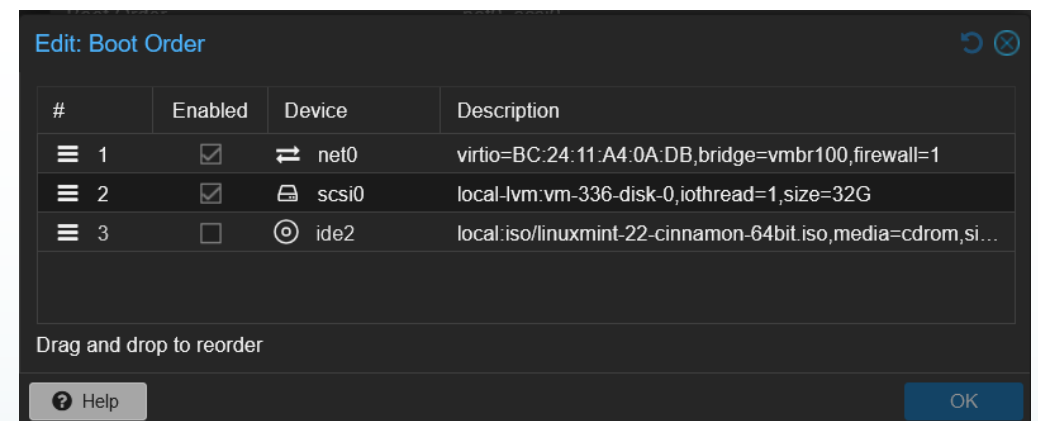 Edit: Boot Order
# Enabled Device Description
1 net0 virtio=BC:24:11:A4:0A:DB,bridge=vmbr100,firewall=1
2 scsi0 local-lvm:vm-336-disk-0,iothread=1,size=32G
3 ide2 local:iso/linuxmint-22-cinnamon-64bit.iso,media=cdrom,si...
Drag and drop to reorder
Help OK